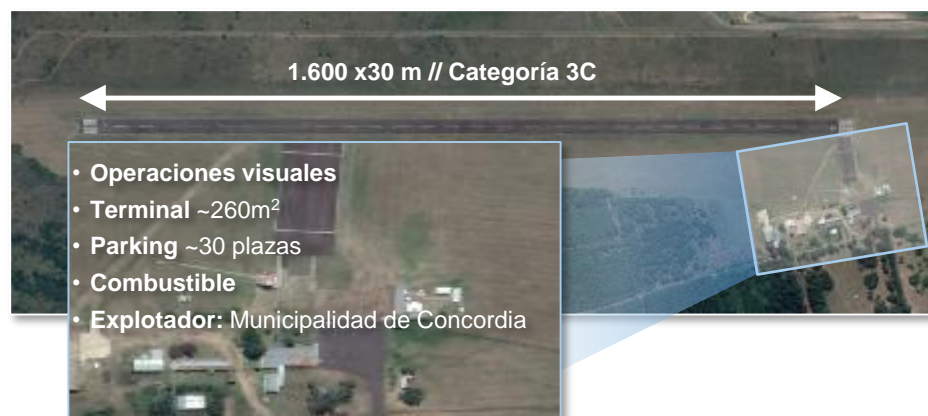 1.600 x30 m // Categoría 3C
• Operaciones visuales
• Terminal ~260m²
• Parking ~30 plazas
• Combustible
• Explotador: Municipalidad de Concordia